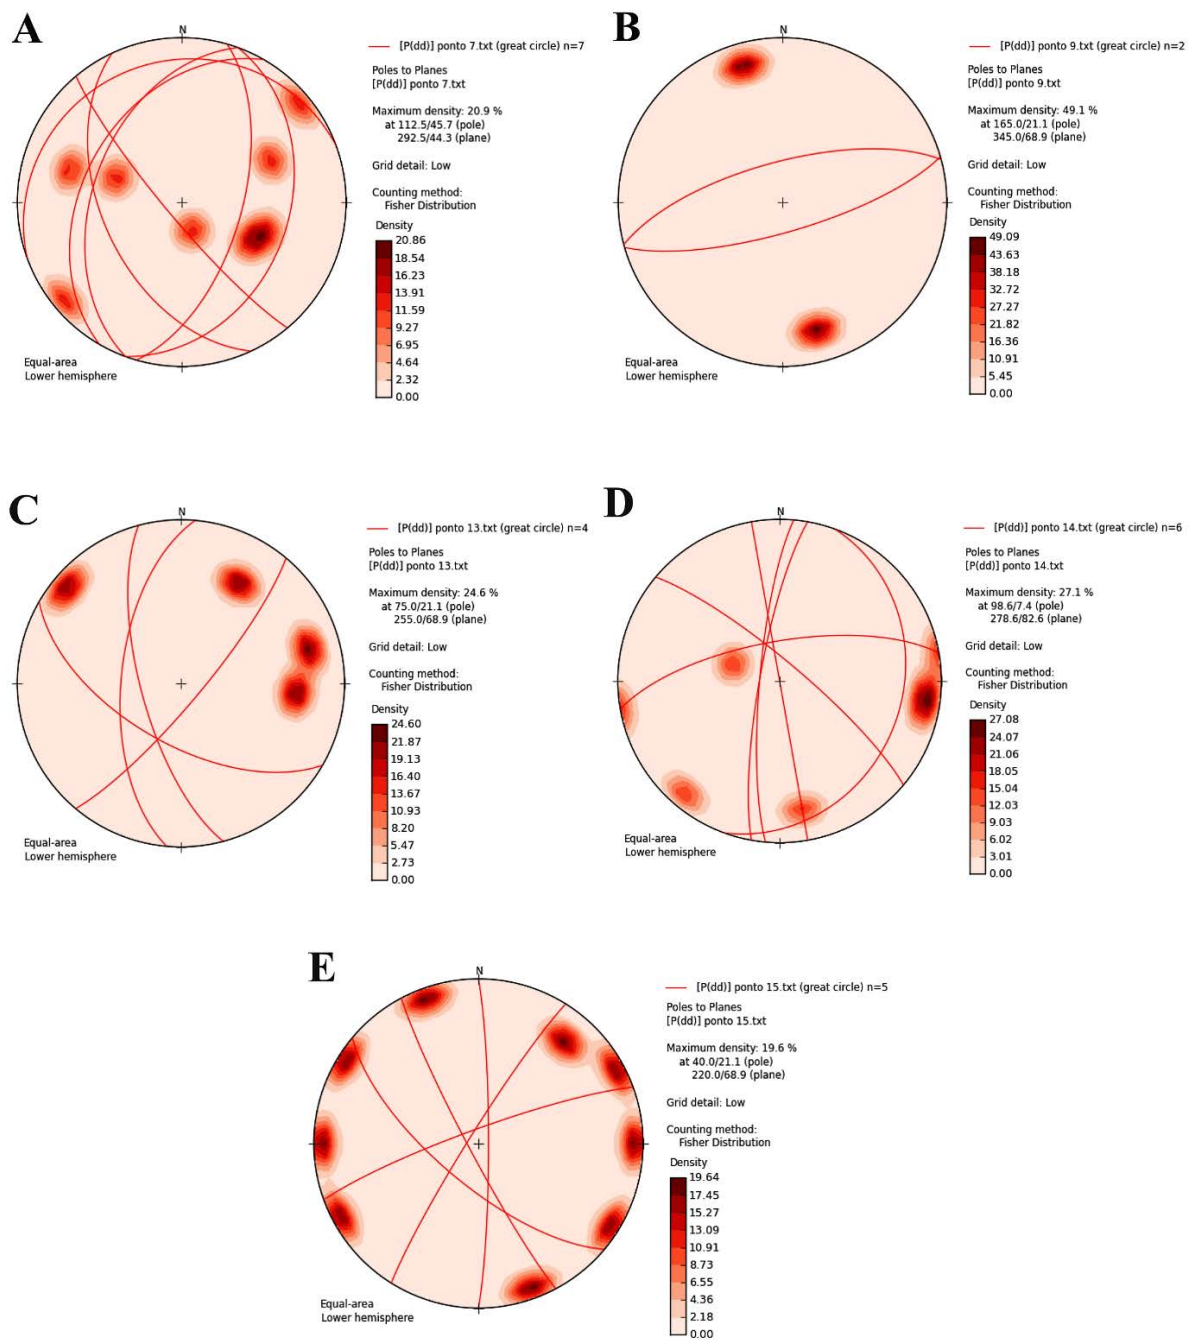 A
N
[P(dd)] ponto 7.txt (great circle) n=7
Poles to Planes
[P(dd)] ponto 7.txt
Maximum density: 20.9 %
at 112.5/45.7 (pole)
292.5/44.3 (plane)
Grid detail: Low
Counting method:
Fisher Distribution
Density
20.86
18.54
16.23
13.91
11.59
9.27
6.95
4.64
2.32
0.00
Equal-area
Lower hemisphere
B
N
[P(dd)] ponto 9.txt (great circle) n=2
Poles to Planes
[P(dd)] ponto 9.txt
Maximum density: 49.1 %
at 165.0/21.1 (pole)
345.0/68.9 (plane)
Grid detail: Low
Counting method:
Fisher Distribution
Density
49.09
43.63
38.18
32.72
27.27
21.82
16.36
10.91
5.45
0.00
Equal-area
Lower hemisphere
C
N
[P(dd)] ponto 13.txt (great circle) n=4
Poles to Planes
[P(dd)] ponto 13.txt
Maximum density: 24.6 %
at 75.0/21.1 (pole)
255.0/68.9 (plane)
Grid detail: Low
Counting method:
Fisher Distribution
Density
24.60
21.87
19.13
16.40
13.67
10.93
8.20
5.47
2.73
0.00
Equal-area
Lower hemisphere
D
N
[P(dd)] ponto 14.txt (great circle) n=6
Poles to Planes
[P(dd)] ponto 14.txt
Maximum density: 27.1 %
at 98.6/7.4 (pole)
278.6/82.6 (plane)
Grid detail: Low
Counting method:
Fisher Distribution
Density
27.08
24.07
21.06
18.05
15.04
12.03
9.03
6.02
3.01
0.00
Equal-area
Lower hemisphere
E
N
[P(dd)] ponto 15.txt (great circle) n=5
Poles to Planes
[P(dd)] ponto 15.txt
Maximum density: 19.6 %
at 40.0/21.1 (pole)
220.0/68.9 (plane)
Grid detail: Low
Counting method:
Fisher Distribution
Density
19.64
17.45
15.27
13.09
10.91
8.73
6.55
4.36
2.18
0.00
Equal-area
Lower hemisphere